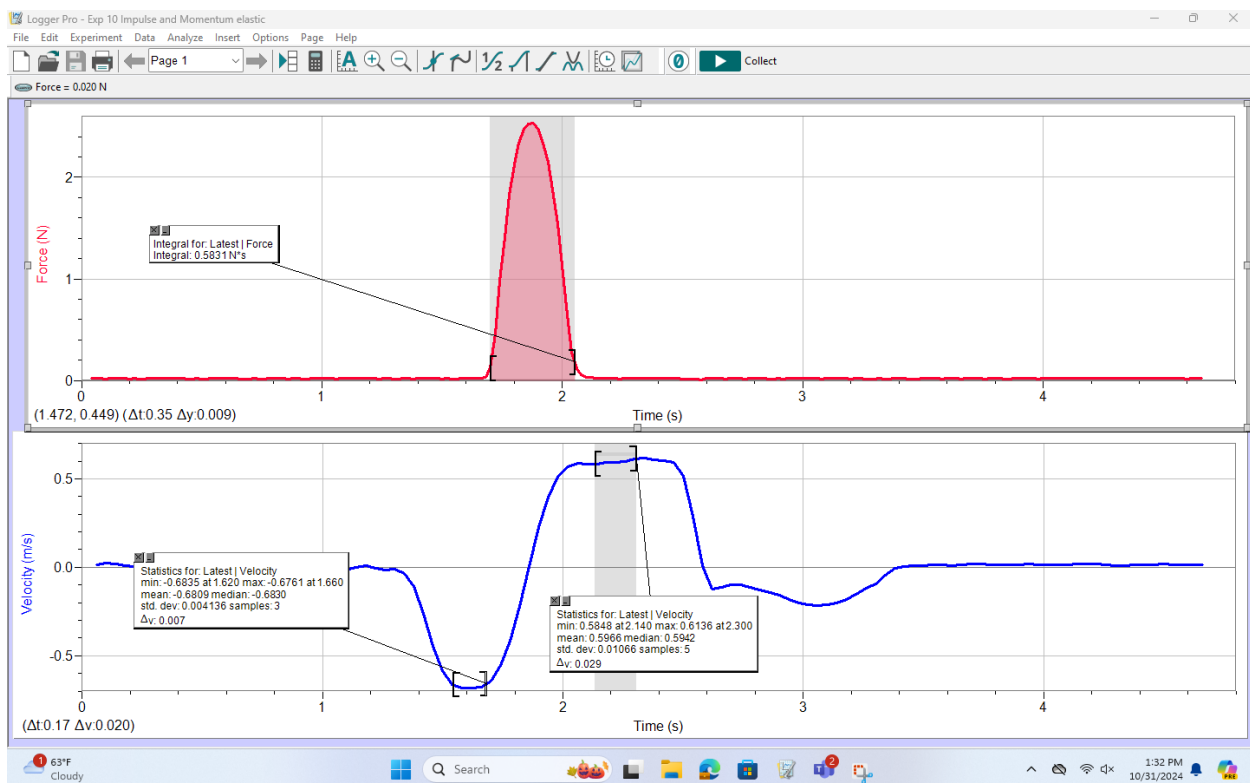 Logger Pro - Exp 10 Impulse and Momentum elastic
File Edit Experiment Data Analyze Insert Options Page Help
Page 1
Collect
Force = 0.020 N
Force (N)
2
1
0
Integral for: Latest | Force
Integral: 0.5831 N*s
0 1 2 3 4
(1.472, 0.449) (Δt:0.35 Δy:0.009)
Time (s)
Velocity (m/s)
0.5
0.0
-0.5
Statistics for: Latest | Velocity
min: -0.6835 at 1.620 max: -0.6761 at 1.660
mean: -0.6809 median: -0.6830
std. dev: 0.004136 samples: 3
Δv: 0.007
Statistics for: Latest | Velocity
min: 0.5848 at 2.140 max: 0.6136 at 2.300
mean: 0.5966 median: 0.5942
std. dev: 0.01066 samples: 5
Δv: 0.029
0 1 2 3 4
(Δt:0.17 Δv:0.020)
Time (s)
1
63°F
Cloudy
Search
2
1:32 PM
10/31/2024
PRE